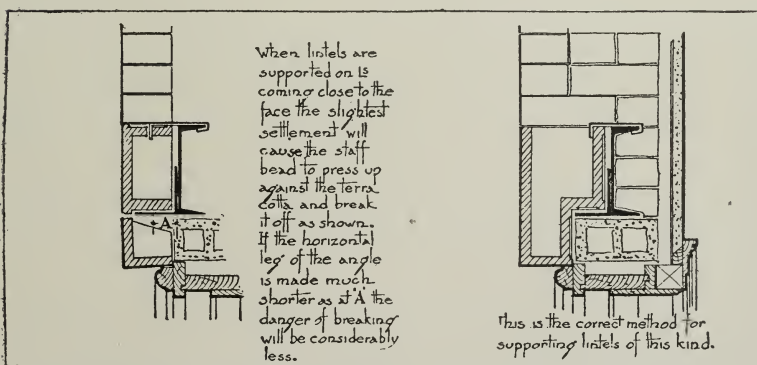 When lintels are
supported on Ls
coming close to the
face the slightest
settlement will
cause the staff
bead to press up
against the terra
cotta and break
it off as shown.
If the horizontal
leg of the angle
is made much
shorter as at 'A' the
danger of breaking
will be considerably
less.
A
This is the correct method for
supporting lintels of this kind.